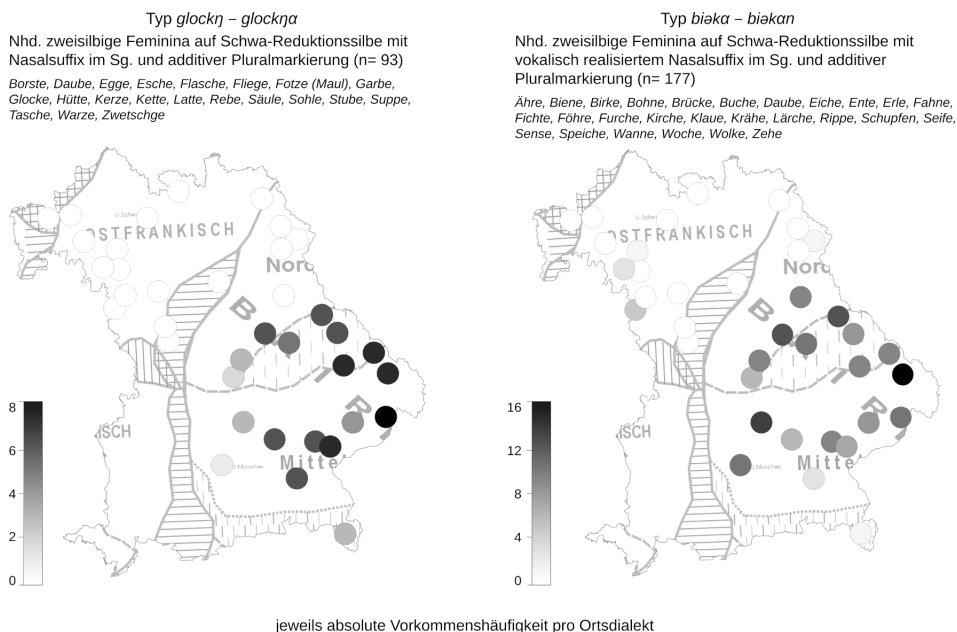 Typ glockŋ – glockŋɑ
Nhd. zweisilbige Feminina auf Schwa-Reduktionssilbe mit
Nasalsuffix im Sg. und additiver Pluralmarkierung (n= 93)
Borste, Daube, Egge, Esche, Flasche, Fliege, Fotze (Maul), Garbe,
Glocke, Hütte, Kerze, Kette, Latte, Rebe, Säule, Sohle, Stube, Suppe,
Tasche, Warze, Zwetschge
OSTFRÄNKISCH
Nord
B
I
R
ISCH
München
Mitte
8
6
4
2
0
Typ biəkɑ – biəkɑn
Nhd. zweisilbige Feminina auf Schwa-Reduktionssilbe mit
vokalisch realisiertem Nasalsuffix im Sg. und additiver
Pluralmarkierung (n= 177)
Ähre, Biene, Birke, Bohne, Brücke, Buche, Daube, Eiche, Ente, Erle, Fahne,
Fichte, Föhre, Furche, Kirche, Klaue, Krähe, Lärche, Rippe, Schupfen, Seife,
Sense, Speiche, Wanne, Woche, Wolke, Zehe
OSTFRÄNKISCH
Nord
B
I
R
ISCH
München
Mitte
16
12
8
4
0
jeweils absolute Vorkommenshäufigkeit pro Ortsdialekt